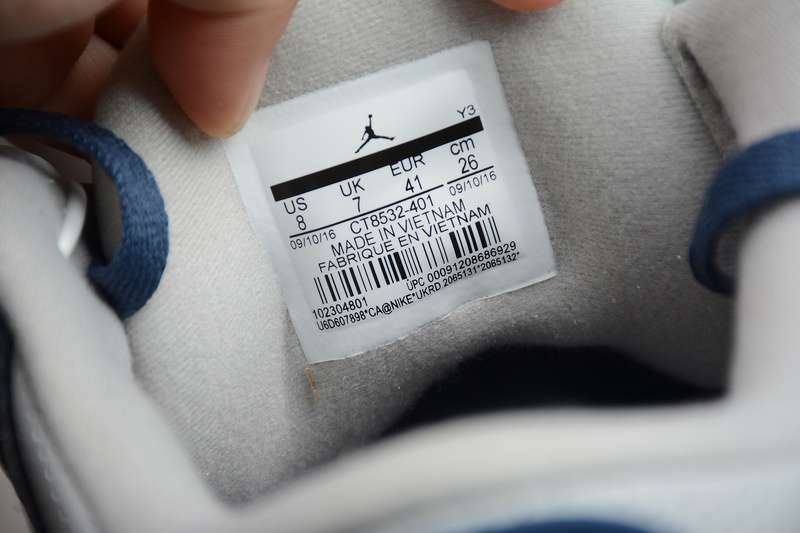 Y3
US UK EUR cm
8 7 41 26
09/10/16 CT8532-401 09/10/16
MADE IN VIETNAM
FABRIQUE EN VIETNAM
UPC 00091208686929
102304801
U6D607898*CA@NIKE*UKRD 2065131*2065132*